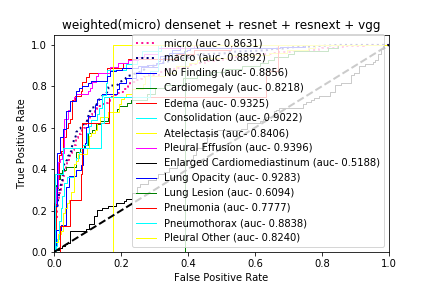 weighted(micro) densenet + resnet + resnext + vgg
True Positive Rate
1.0
0.8
0.6
0.4
0.2
0.0
micro (auc- 0.8631)
macro (auc- 0.8892)
No Finding (auc- 0.8856)
Cardiomegaly (auc- 0.8218)
Edema (auc- 0.9325)
Consolidation (auc- 0.9022)
Atelectasis (auc- 0.8406)
Pleural Effusion (auc- 0.9396)
Enlarged Cardiomediastinum (auc- 0.5188)
Lung Opacity (auc- 0.9283)
Lung Lesion (auc- 0.6094)
Pneumonia (auc- 0.7777)
Pneumothorax (auc- 0.8838)
Pleural Other (auc- 0.8240)
0.0 0.2 0.4 0.6 0.8 1.0
False Positive Rate